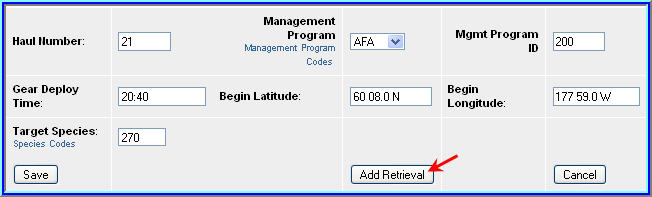 Haul Number: 21 Management Program AFA Mgmt Program ID 200
Management Program Codes
Gear Deploy Time: 20:40 Begin Latitude: 60 08.0 N Begin Longitude: 177 59.0 W
Target Species: 270
Species Codes
Save Add Retrieval Cancel